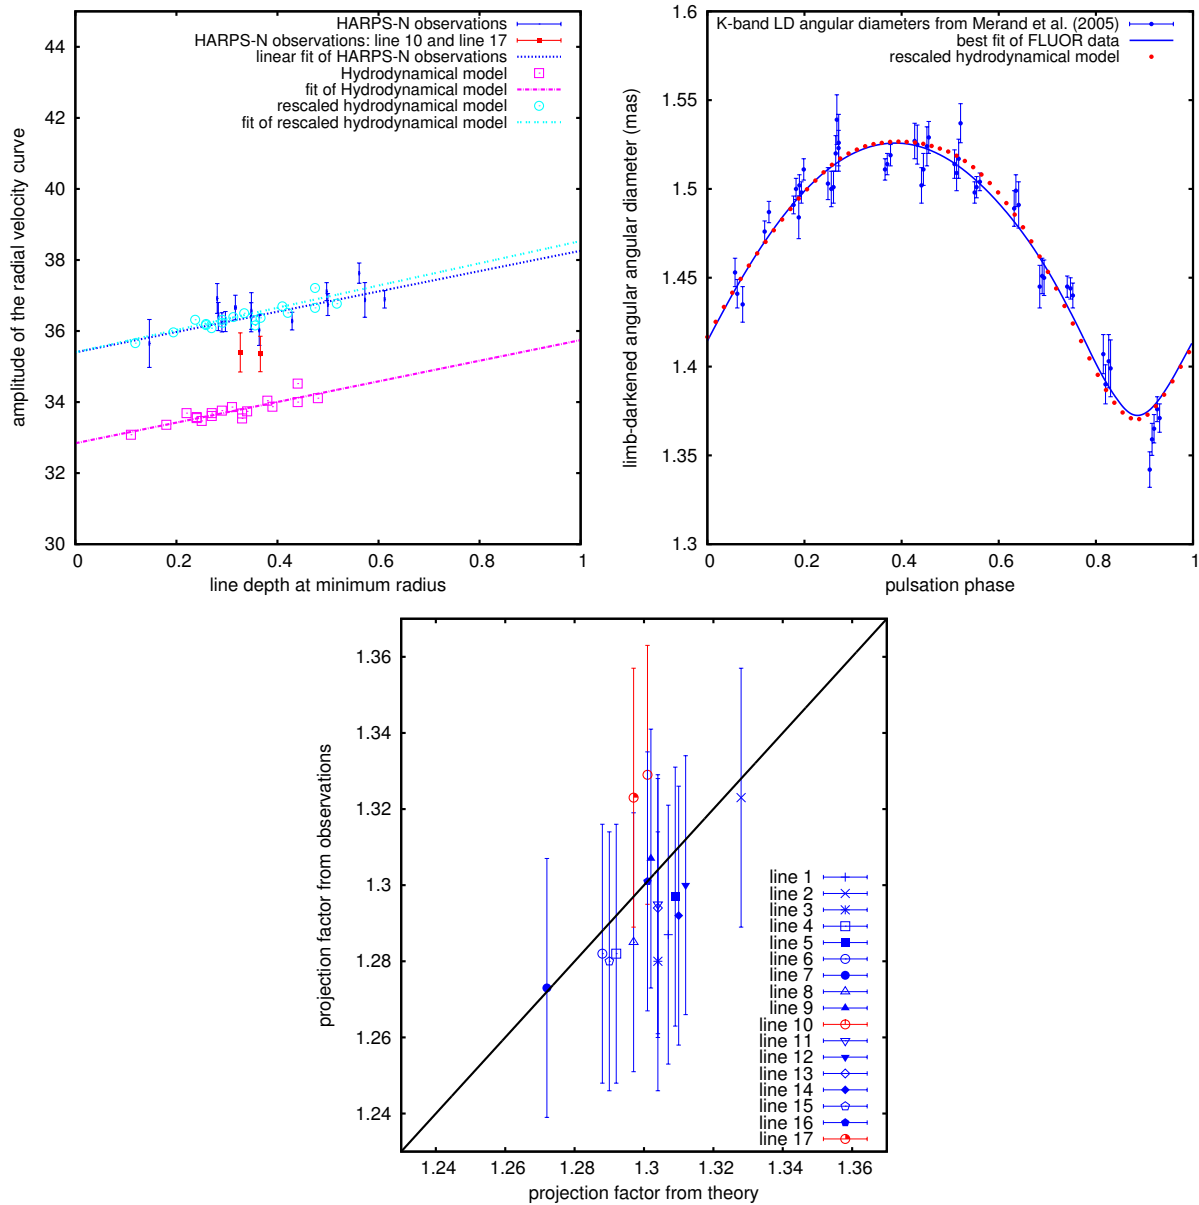 HARPS-N observations
HARPS-N observations: line 10 and line 17
linear fit of HARPS-N observations
Hydrodynamical model
fit of Hydrodynamical model
rescaled hydrodynamical model
fit of rescaled hydrodynamical model
amplitude of the radial velocity curve
44
42
40
38
36
34
32
30
0
0.2
0.4
0.6
0.8
1
line depth at minimum radius
K-band LD angular diameters from Merand et al. (2005)
best fit of FLUOR data
rescaled hydrodynamical model
limb-darkened angular angular diameter (mas)
1.6
1.55
1.5
1.45
1.4
1.35
1.3
0
0.2
0.4
0.6
0.8
1
pulsation phase
projection factor from observations
1.36
1.34
1.32
1.3
1.28
1.26
1.24
line 1
line 2
line 3
line 4
line 5
line 6
line 7
line 8
line 9
line 10
line 11
line 12
line 13
line 14
line 15
line 16
line 17
1.24
1.26
1.28
1.3
1.32
1.34
1.36
projection factor from theory